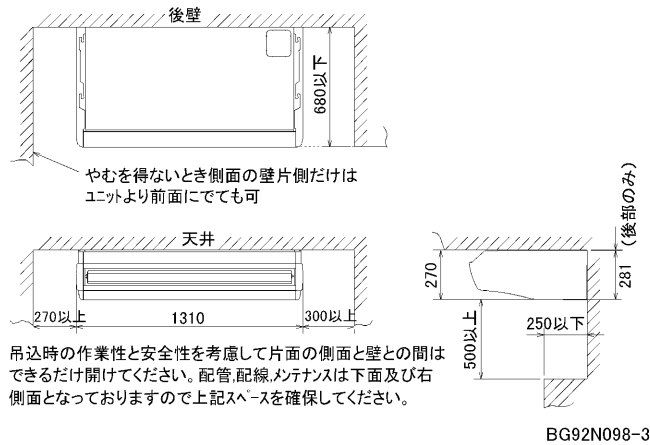 後壁
680以下
やむを得ないとき側面の壁片側だけは
ユニットより前面にでても可
天井
270以上
1310
300以上
270
281
(後部のみ)
500以上
250以下
吊込時の作業性と安全性を考慮して片面の側面と壁との間は
できるだけ開けてください。配管,配線,メンテナンスは下面及び右
側面となっておりますので上記スペースを確保してください。
BG92N098-3